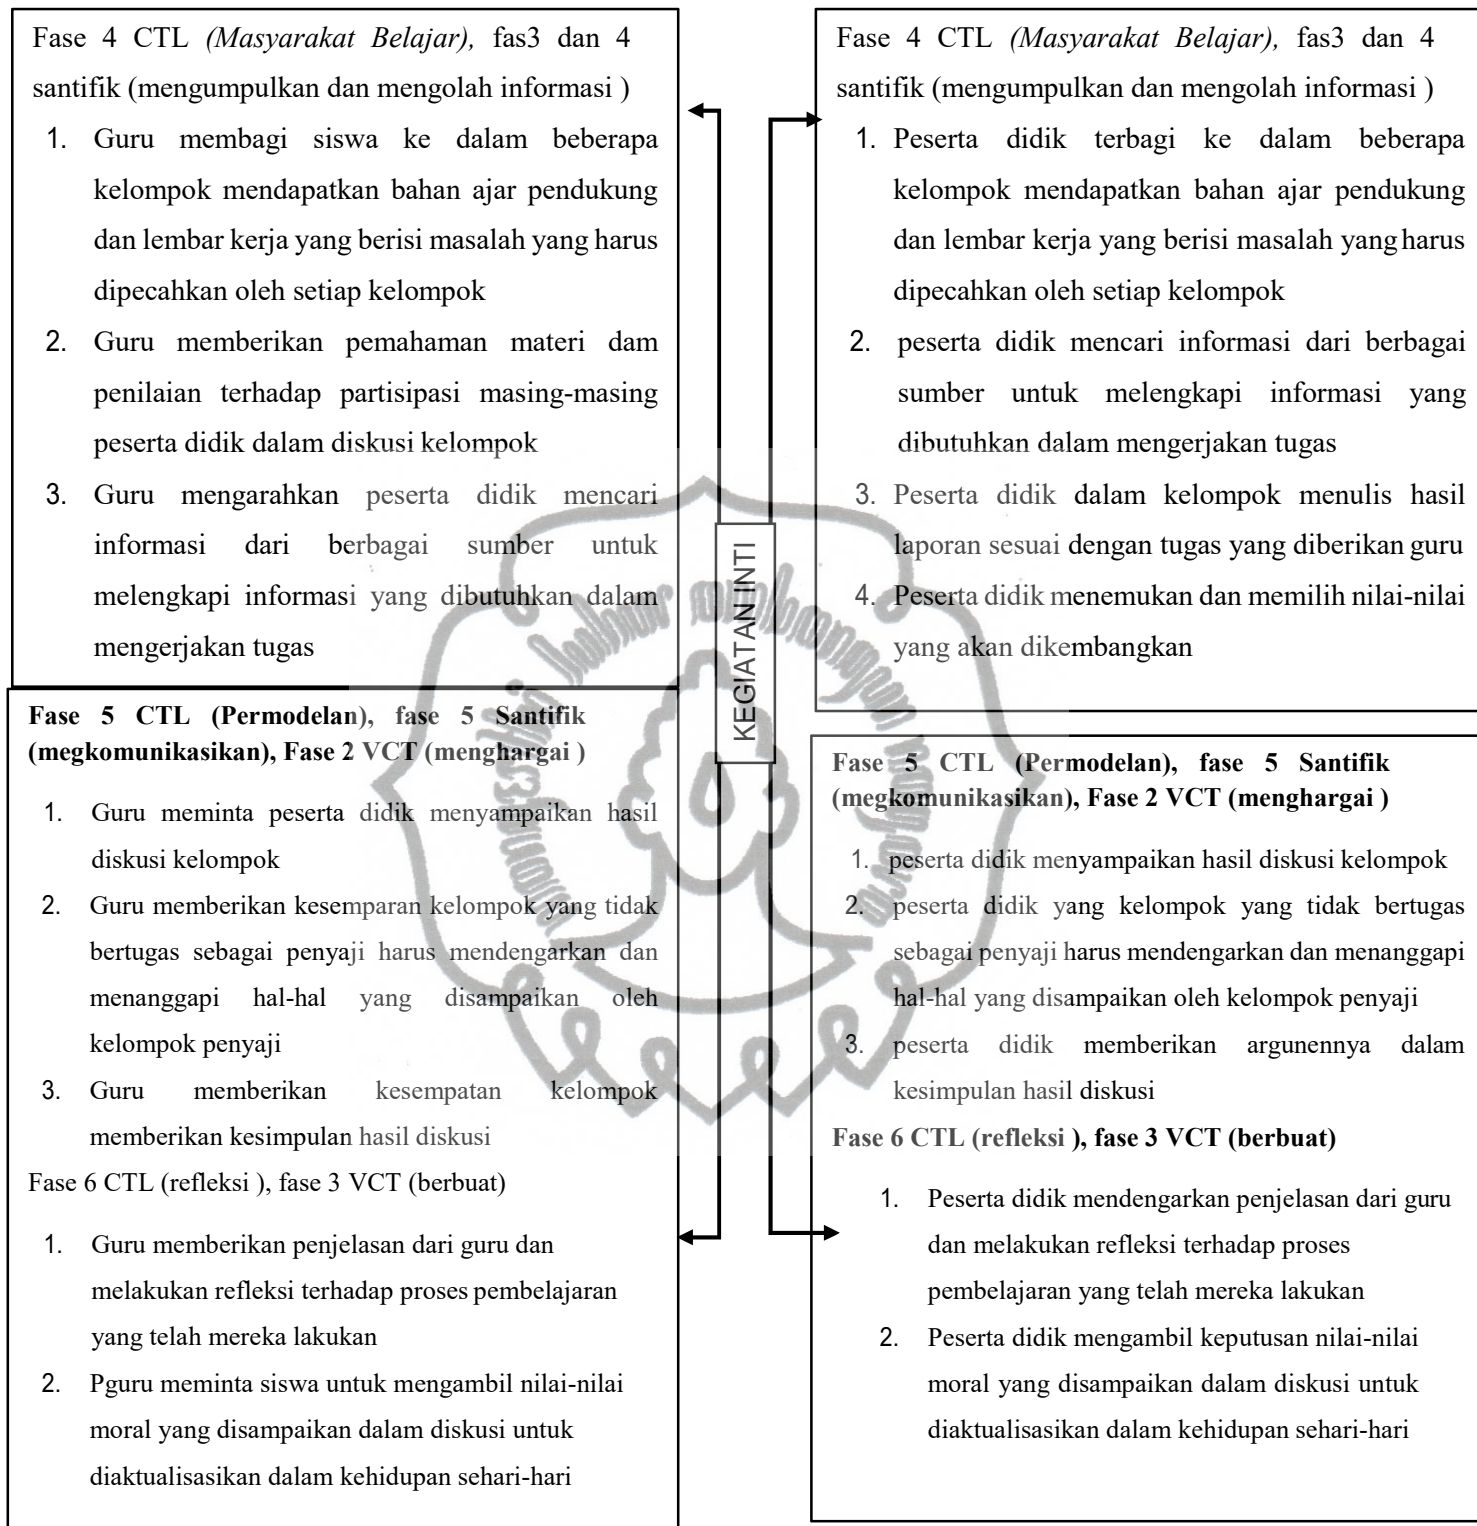 Fase 4 CTL (Masyarakat Belajar), fas3 dan 4
santifik (mengumpulkan dan mengolah informasi )
1. Guru membagi siswa ke dalam beberapa
kelompok mendapatkan bahan ajar pendukung
dan lembar kerja yang berisi masalah yang harus
dipecahkan oleh setiap kelompok
2. Guru memberikan pemahaman materi dam
penilaian terhadap partisipasi masing-masing
peserta didik dalam diskusi kelompok
3. Guru mengarahkan peserta didik mencari
informasi dari berbagai sumber untuk
melengkapi informasi yang dibutuhkan dalam
mengerjakan tugas
Fase 5 CTL (Permodelan), fase 5 Santifik
(megkomunikasikan), Fase 2 VCT (menghargai )
1. Guru meminta peserta didik menyampaikan hasil
diskusi kelompok
2. Guru memberikan kesemparan kelompok yang tidak
bertugas sebagai penyaji harus mendengarkan dan
menanggapi hal-hal yang disampaikan oleh
kelompok penyaji
3. Guru memberikan kesempatan kelompok
memberikan kesimpulan hasil diskusi
Fase 6 CTL (refleksi ), fase 3 VCT (berbuat)
1. Guru memberikan penjelasan dari guru dan
melakukan refleksi terhadap proses pembelajaran
yang telah mereka lakukan
2. Pguru meminta siswa untuk mengambil nilai-nilai
moral yang disampaikan dalam diskusi untuk
diaktualisasikan dalam kehidupan sehari-hari
KEGIATAN INTI
Fase 4 CTL (Masyarakat Belajar), fas3 dan 4
santifik (mengumpulkan dan mengolah informasi )
1. Peserta didik terbagi ke dalam beberapa
kelompok mendapatkan bahan ajar pendukung
dan lembar kerja yang berisi masalah yang harus
dipecahkan oleh setiap kelompok
2. peserta didik mencari informasi dari berbagai
sumber untuk melengkapi informasi yang
dibutuhkan dalam mengerjakan tugas
3. Peserta didik dalam kelompok menulis hasil
laporan sesuai dengan tugas yang diberikan guru
4. Peserta didik menemukan dan memilih nilai-nilai
yang akan dikembangkan
Fase 5 CTL (Permodelan), fase 5 Santifik
(megkomunikasikan), Fase 2 VCT (menghargai )
1. peserta didik menyampaikan hasil diskusi kelompok
2. peserta didik yang kelompok yang tidak bertugas
sebagai penyaji harus mendengarkan dan menanggapi
hal-hal yang disampaikan oleh kelompok penyaji
3. peserta didik memberikan argunennya dalam
kesimpulan hasil diskusi
Fase 6 CTL (refleksi ), fase 3 VCT (berbuat)
1. Peserta didik mendengarkan penjelasan dari guru
dan melakukan refleksi terhadap proses
pembelajaran yang telah mereka lakukan
2. Peserta didik mengambil keputusan nilai-nilai
moral yang disampaikan dalam diskusi untuk
diaktualisasikan dalam kehidupan sehari-hari